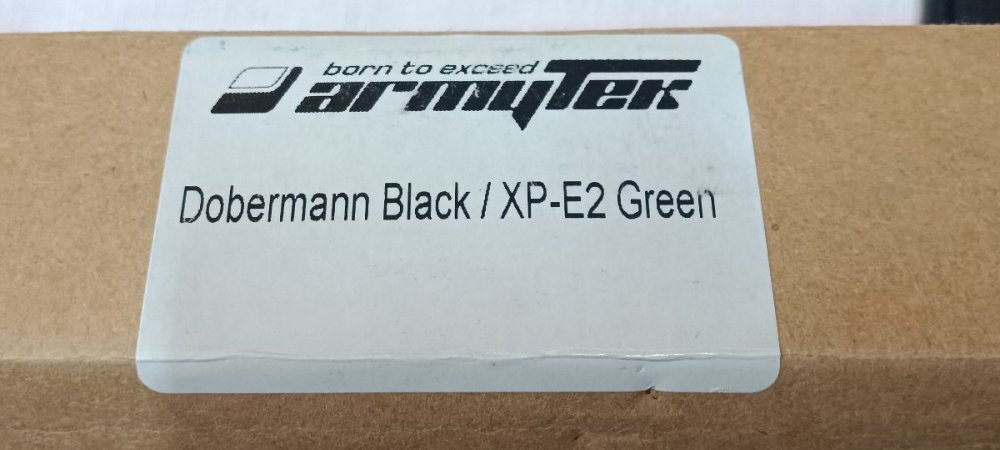 born to exceed
armyTek
Dobermann Black / XP-E2 Green